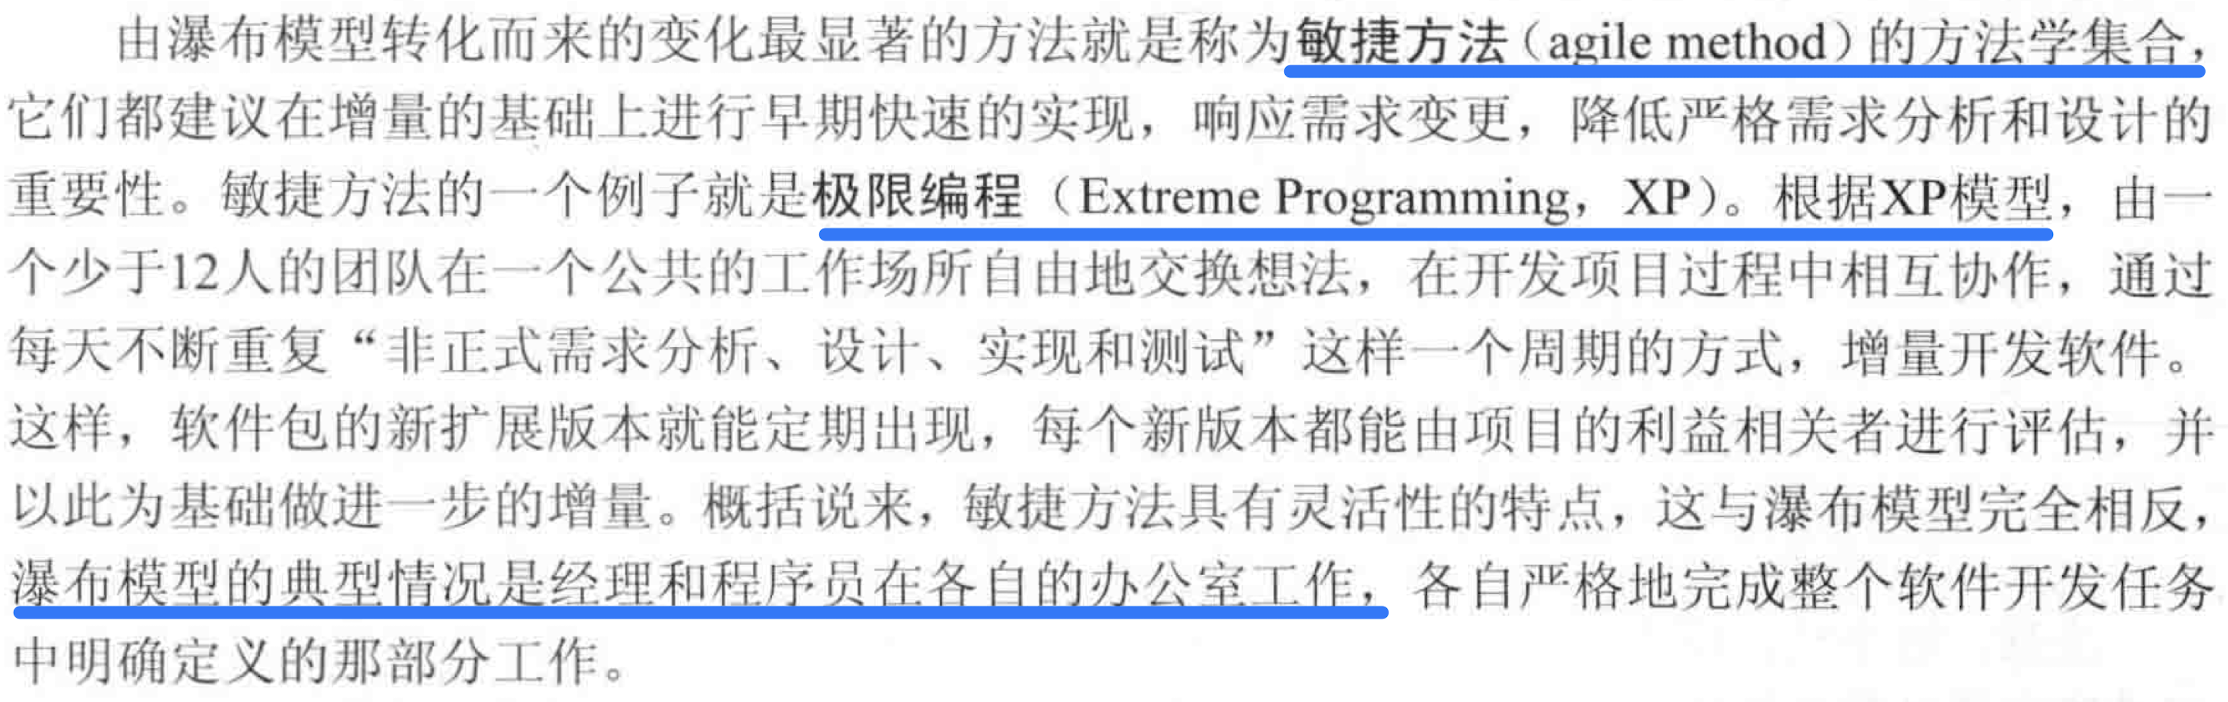 由瀑布模型转化而来的变化最显著的方法就是称为敏捷方法（agile method）的方法学集合，
它们都建议在增量的基础上进行早期快速的实现，响应需求变更，降低严格需求分析和设计的
重要性。敏捷方法的一个例子就是极限编程（Extreme Programming，XP）。根据XP模型，由一
个少于12人的团队在一个公共的工作场所自由地交换想法，在开发项目过程中相互协作，通过
每天不断重复“非正式需求分析、设计、实现和测试”这样一个周期的方式，增量开发软件。
这样，软件包的新扩展版本就能定期出现，每个新版本都能由项目的利益相关者进行评估，并
以此为基础做进一步的增量。概括说来，敏捷方法具有灵活性的特点，这与瀑布模型完全相反，
瀑布模型的典型情况是经理和程序员在各自的办公室工作，各自严格地完成整个软件开发任务
中明确定义的那部分工作。